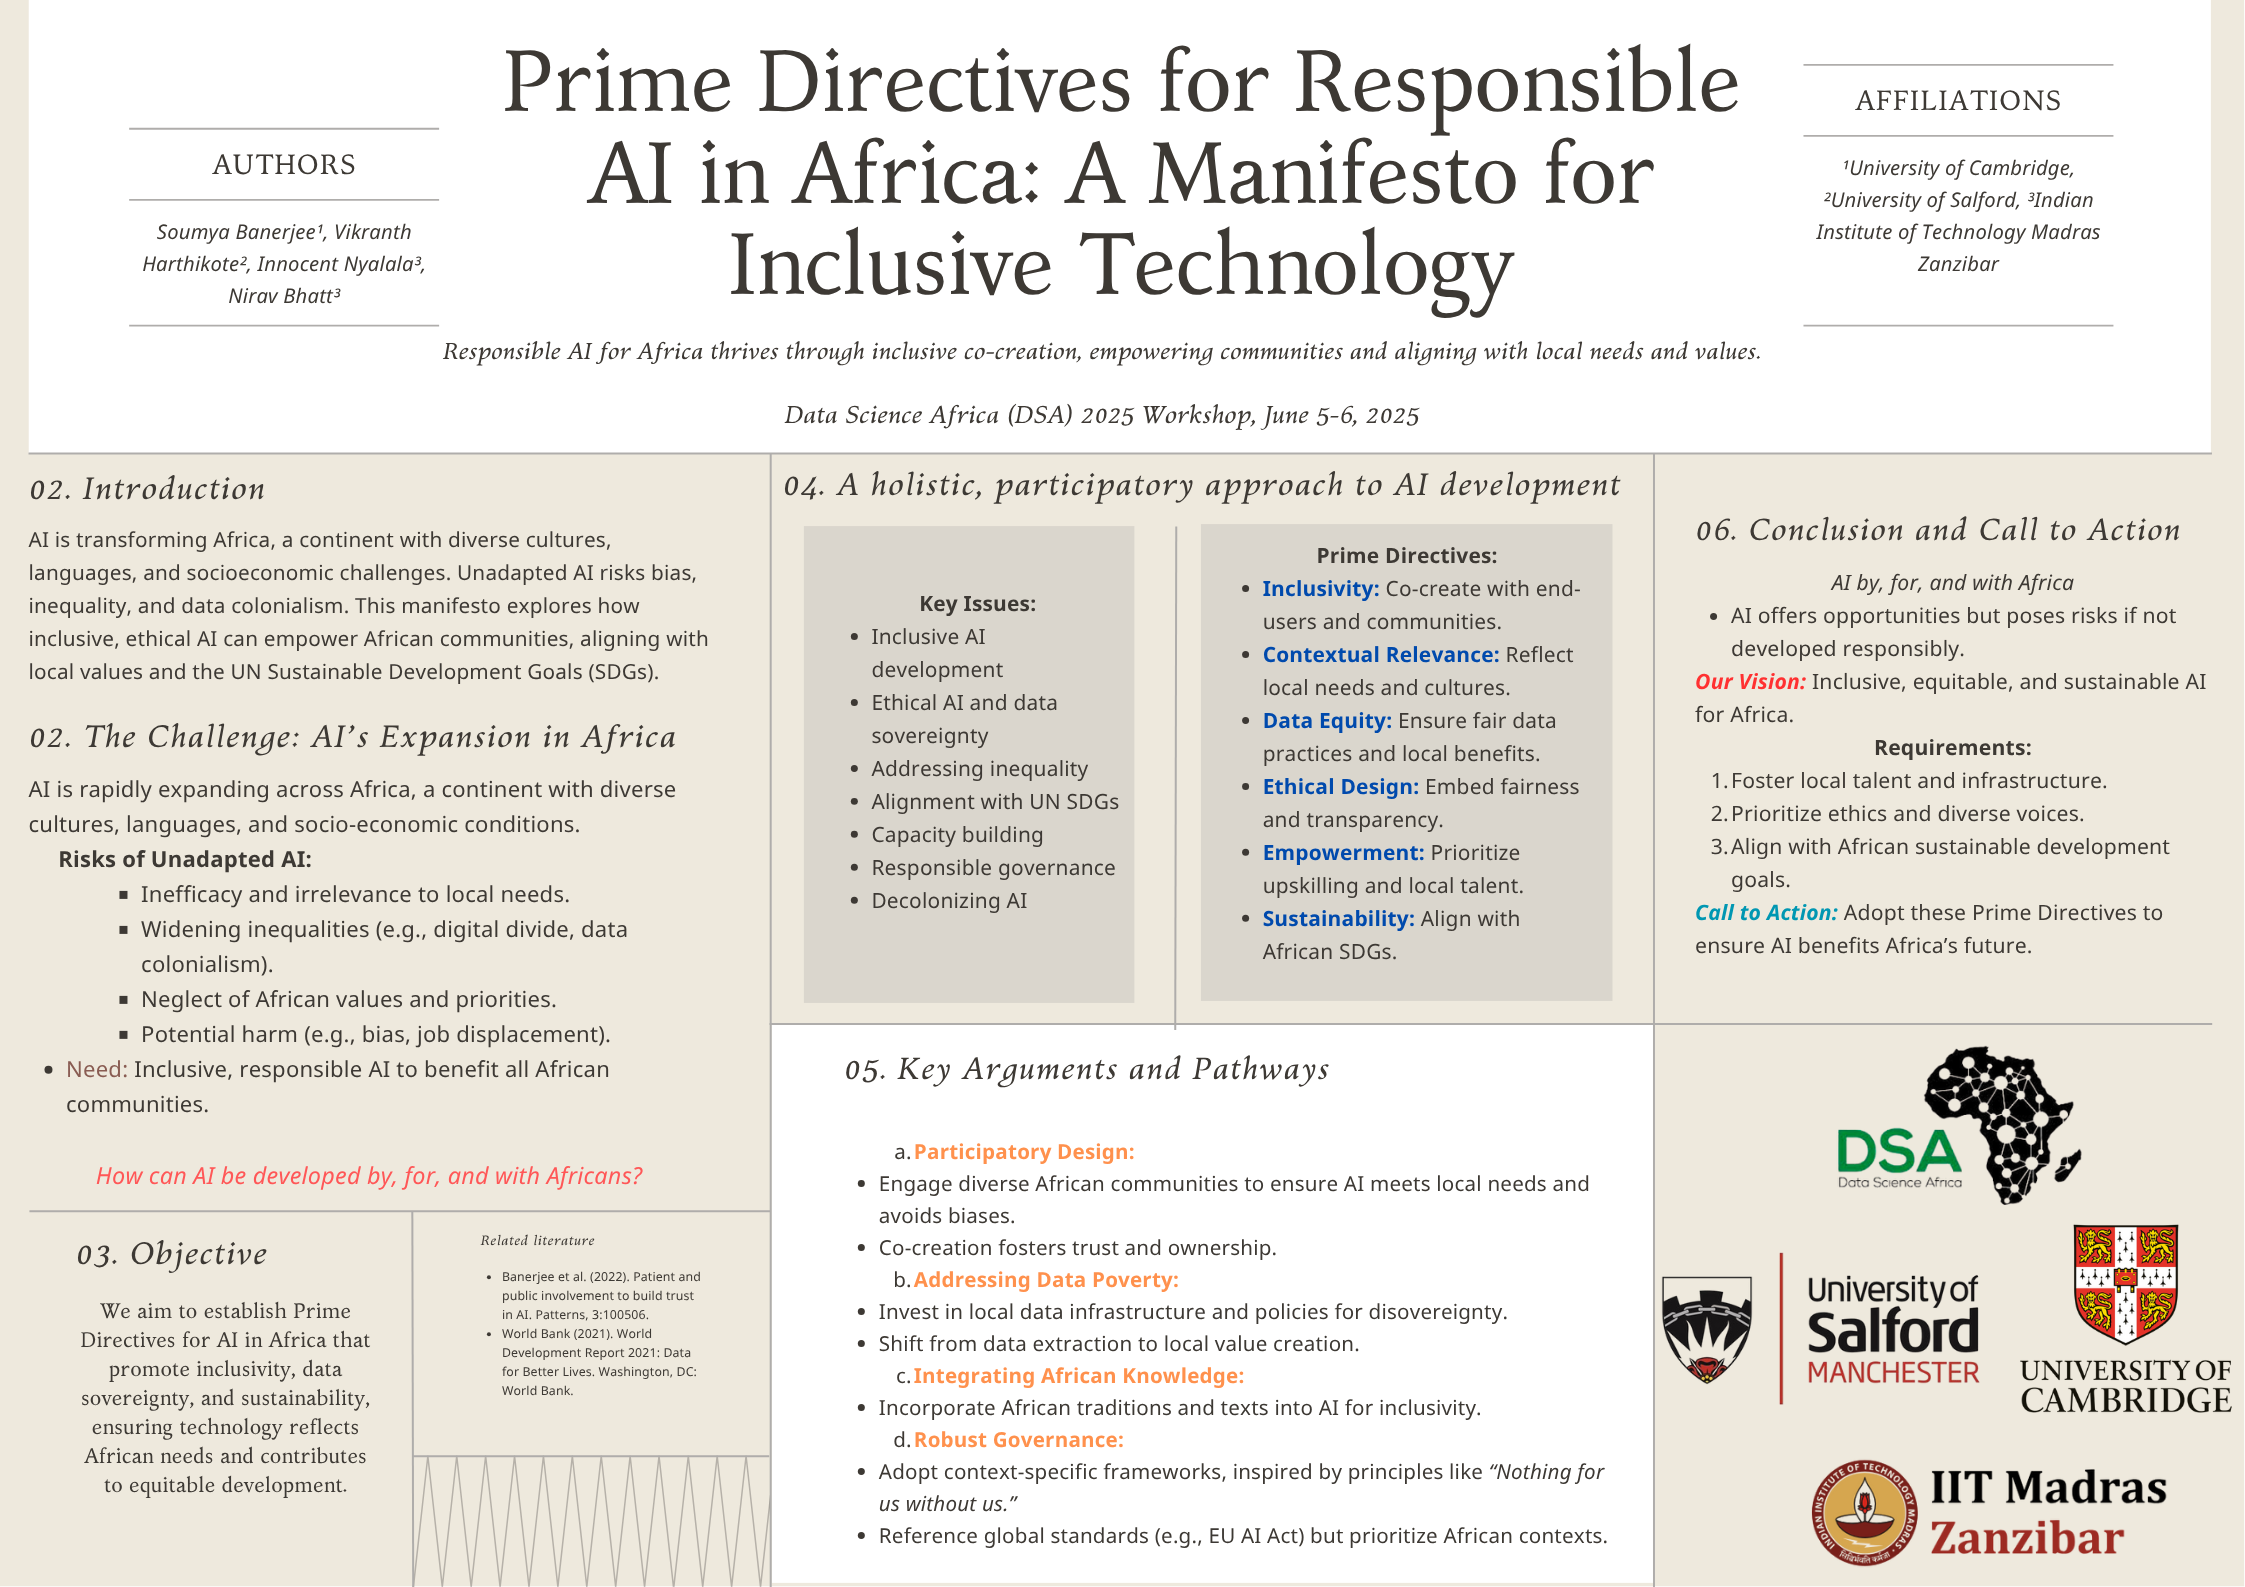 Prime Directives for Responsible
AI in Africa: A Manifesto for
Inclusive Technology
AUTHORS
Soumya Banerjee¹, Vikranth
Harthikote², Innocent Nyalala³,
Nirav Bhatt³
AFFILIATIONS
¹University of Cambridge,
²University of Salford, ³Indian
Institute of Technology Madras
Zanzibar
Responsible AI for Africa thrives through inclusive co-creation, empowering communities and aligning with local needs and values.
Data Science Africa (DSA) 2025 Workshop, June 5-6, 2025
02. Introduction
AI is transforming Africa, a continent with diverse cultures,
languages, and socioeconomic challenges. Unadapted AI risks bias,
inequality, and data colonialism. This manifesto explores how
inclusive, ethical AI can empower African communities, aligning with
local values and the UN Sustainable Development Goals (SDGs).
02. The Challenge: AI’s Expansion in Africa
AI is rapidly expanding across Africa, a continent with diverse
cultures, languages, and socio-economic conditions.
Risks of Unadapted AI:
▪ Inefficacy and irrelevance to local needs.
▪ Widening inequalities (e.g., digital divide, data
colonialism).
▪ Neglect of African values and priorities.
▪ Potential harm (e.g., bias, job displacement).
• Need: Inclusive, responsible AI to benefit all African
communities.
How can AI be developed by, for, and with Africans?
03. Objective
We aim to establish Prime
Directives for AI in Africa that
promote inclusivity, data
sovereignty, and sustainability,
ensuring technology reflects
African needs and contributes
to equitable development.
Related literature
• Banerjee et al. (2022). Patient and
public involvement to build trust
in AI. Patterns, 3:100506.
• World Bank (2021). World
Development Report 2021: Data
for Better Lives. Washington, DC:
World Bank.
04. A holistic, participatory approach to AI development
Key Issues:
• Inclusive AI
development
• Ethical AI and data
sovereignty
• Addressing inequality
• Alignment with UN SDGs
• Capacity building
• Responsible governance
• Decolonizing AI
Prime Directives:
• Inclusivity: Co-create with end-
users and communities.
• Contextual Relevance: Reflect
local needs and cultures.
• Data Equity: Ensure fair data
practices and local benefits.
• Ethical Design: Embed fairness
and transparency.
• Empowerment: Prioritize
upskilling and local talent.
• Sustainability: Align with
African SDGs.
05. Key Arguments and Pathways
a. Participatory Design:
• Engage diverse African communities to ensure AI meets local needs and
avoids biases.
• Co-creation fosters trust and ownership.
b. Addressing Data Poverty:
• Invest in local data infrastructure and policies for disovereignty.
• Shift from data extraction to local value creation.
c. Integrating African Knowledge:
• Incorporate African traditions and texts into AI for inclusivity.
d. Robust Governance:
• Adopt context-specific frameworks, inspired by principles like “Nothing for
us without us.”
• Reference global standards (e.g., EU AI Act) but prioritize African contexts.
06. Conclusion and Call to Action
AI by, for, and with Africa
• AI offers opportunities but poses risks if not
developed responsibly.
Our Vision: Inclusive, equitable, and sustainable AI
for Africa.
Requirements:
1. Foster local talent and infrastructure.
2. Prioritize ethics and diverse voices.
3. Align with African sustainable development
goals.
Call to Action: Adopt these Prime Directives to
ensure AI benefits Africa’s future.
DSA
Data Science Africa
University of
Salford
MANCHESTER
UNIVERSITY OF
CAMBRIDGE
INDIAN INSTITUTE OF TECHNOLOGY MADRAS
IIT Madras
Zanzibar